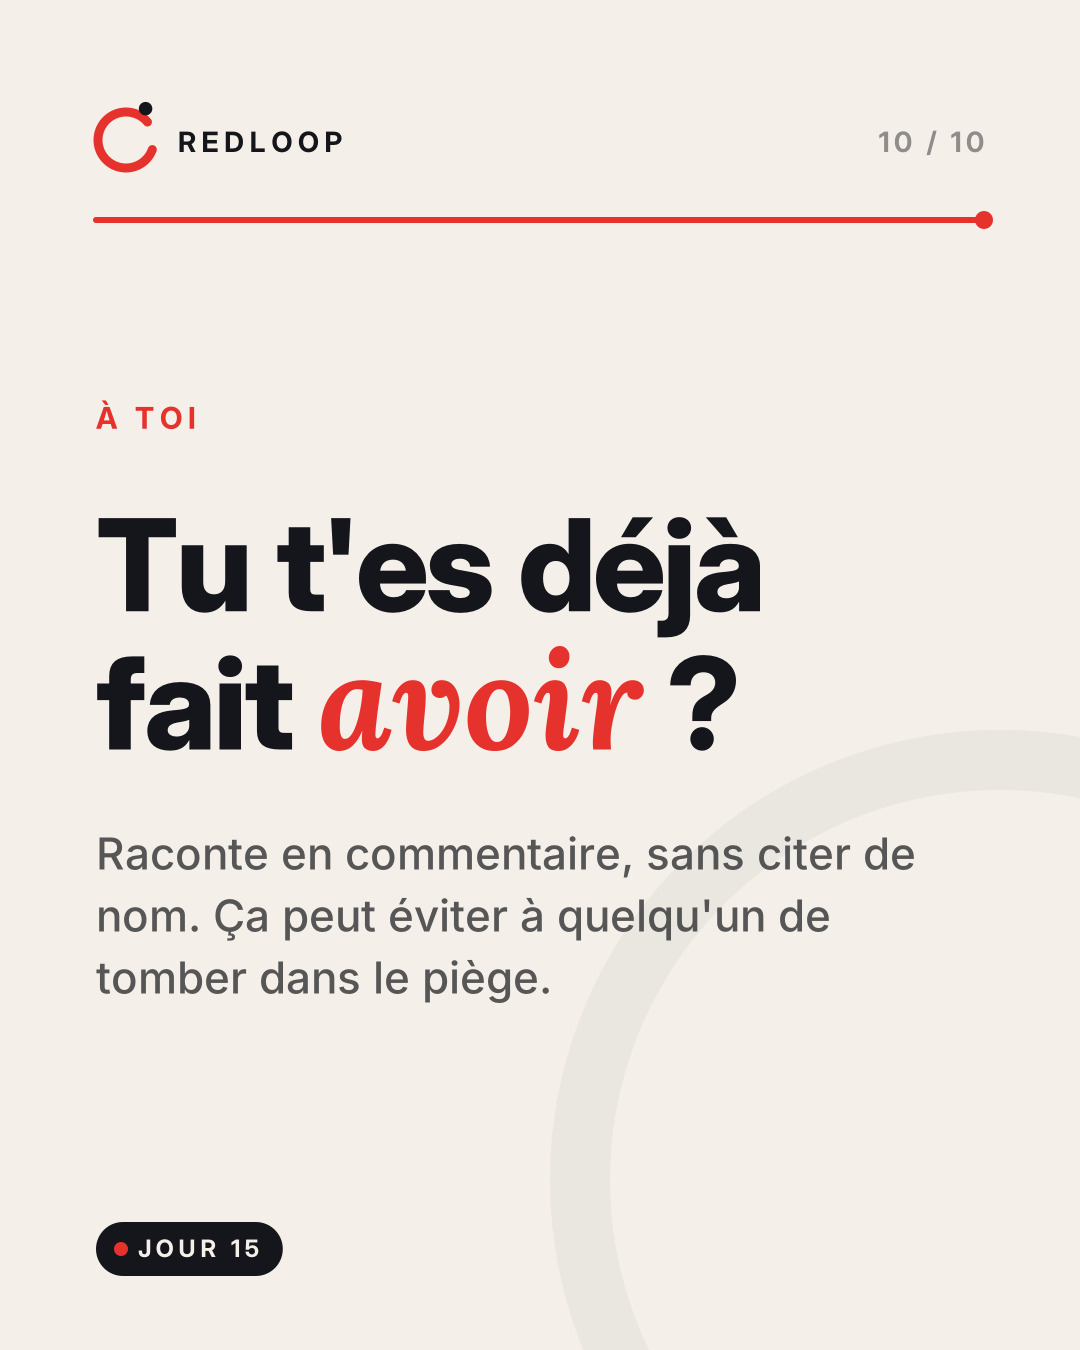 REDLOOP
10 / 10
À TOI
Tu t'es déjà
fait avoir ?
Raconte en commentaire, sans citer de
nom. Ça peut éviter à quelqu'un de
tomber dans le piège.
JOUR 15